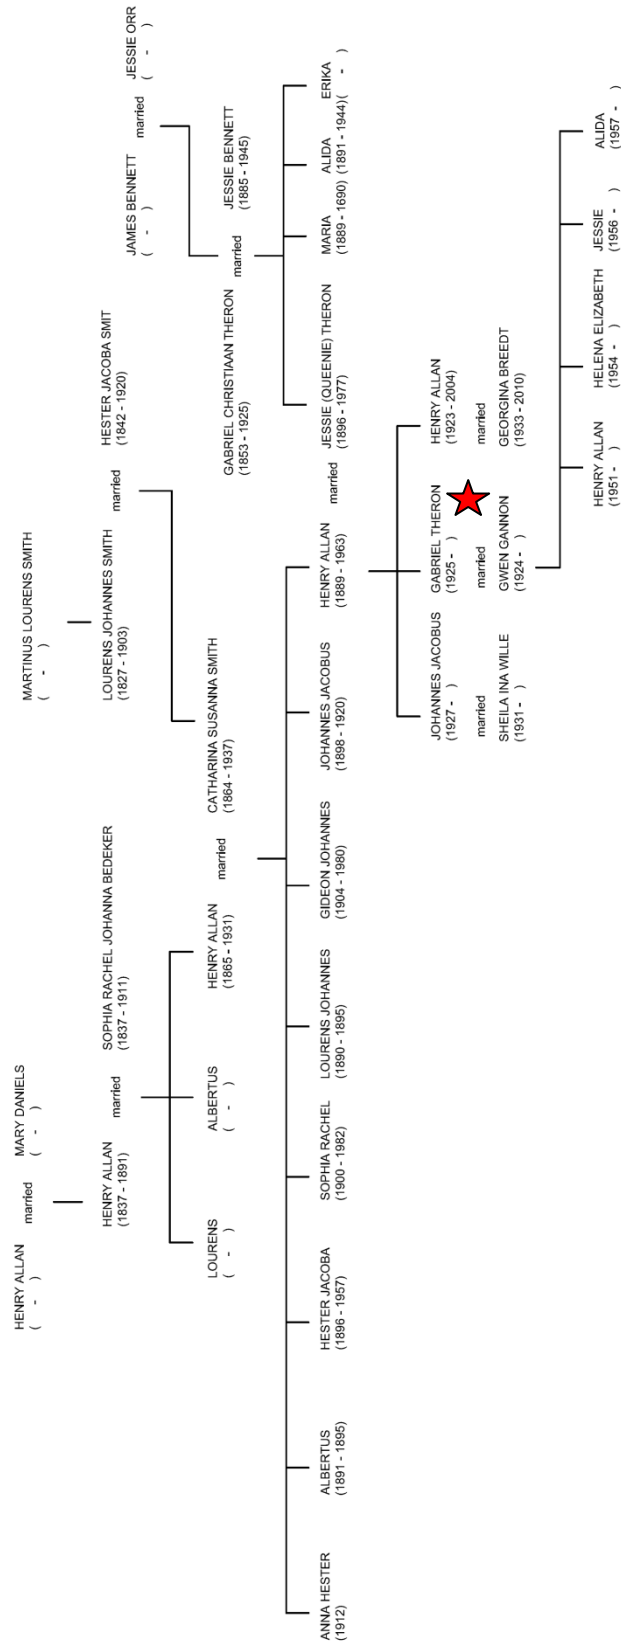 HENRY ALLAN
( - )
married
MARY DANIELS
( - )
MARTINUS LOURENS SMITH
( - )
HENRY ALLAN
(1837 - 1891)
married
SOPHIA RACHEL JOHANNA BEDEKER
(1837 - 1911)
LOURENS JOHANNES SMITH
(1827 - 1903)
married
HESTER JACOBA SMIT
(1842 - 1920)
JAMES BENNETT
( - )
married
JESSIE ORR
( - )
LOURENS
( - )
ALBERTUS
( - )
HENRY ALLAN
(1865 - 1931)
married
CATHARINA SUSANNA SMITH
(1864 - 1937)
GABRIEL CHRISTIAAN THERON
(1853 - 1925)
married
JESSIE BENNETT
(1885 - 1945)
ANNA HESTER
(1912)
ALBERTUS
(1891 - 1895)
HESTER JACOBA
(1896 - 1957)
SOPHIA RACHEL
(1900 - 1982)
LOURENS JOHANNES
(1890 - 1895)
GIDEON JOHANNES
(1904 - 1980)
JOHANNES JACOBUS
(1898 - 1920)
HENRY ALLAN
(1889 - 1963)
married
JESSIE (QUEENIE) THERON
(1896 - 1977)
MARIA
(1889 - 1690)
ALIDA
(1891 - 1944)
ERIKA
( - )
JOHANNES JACOBUS
(1927 - )
married
SHEILA INA WILLE
(1931 - )
GABRIEL THERON
(1925 - )
married
GWEN GANNON
(1924 - )
HENRY ALLAN
(1923 - 2004)
married
GEORGINA BREEDT
(1933 - 2010)
HENRY ALLAN
(1951 - )
HELENA ELIZABETH
(1954 - )
JESSIE
(1956 - )
ALIDA
(1957 - )